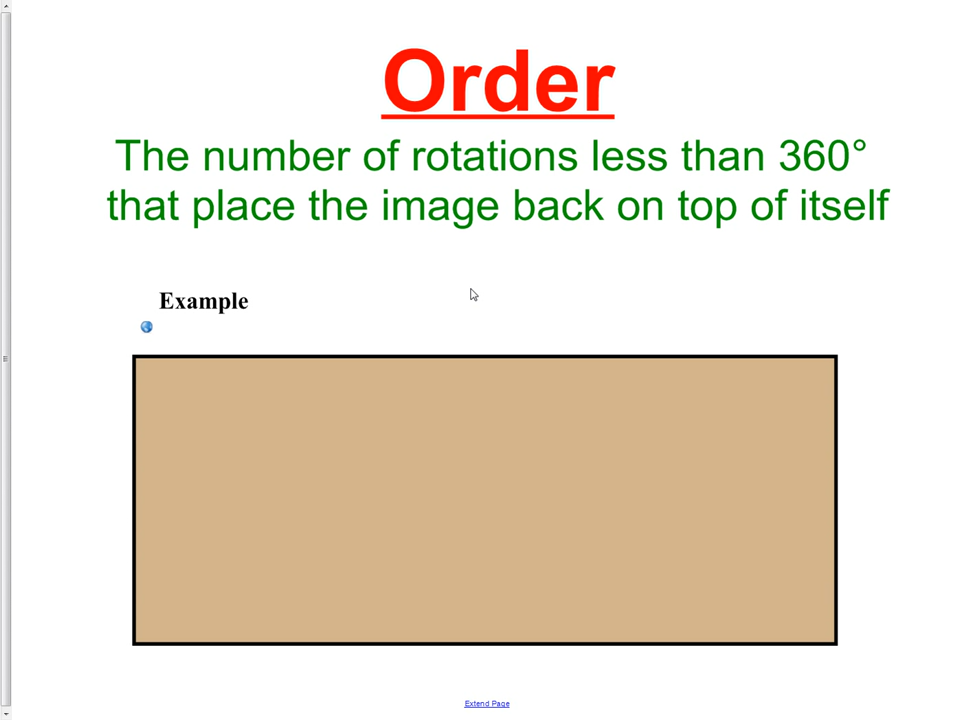 Order
The number of rotations less than 360°
that place the image back on top of itself
Example
Extend Page